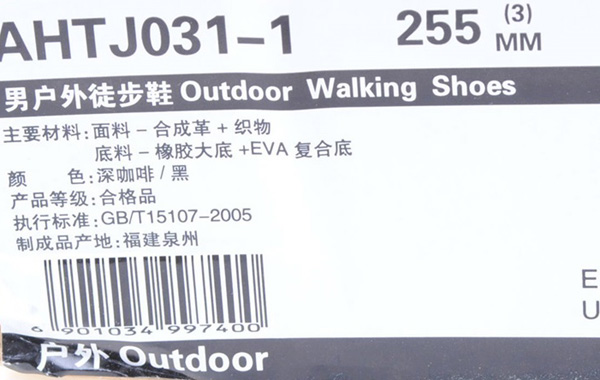 AHTJ031-1 255 (3) MM
男户外徒步鞋 Outdoor Walking Shoes
主要材料: 面料-合成革+织物
底料-橡胶大底+EVA 复合底
颜 色:深咖啡/黑
产品等级:合格品
执行标准:GB/T15107-2005
制成品产地:福建泉州
E
U
6 901034 997400
户外 Outdoor